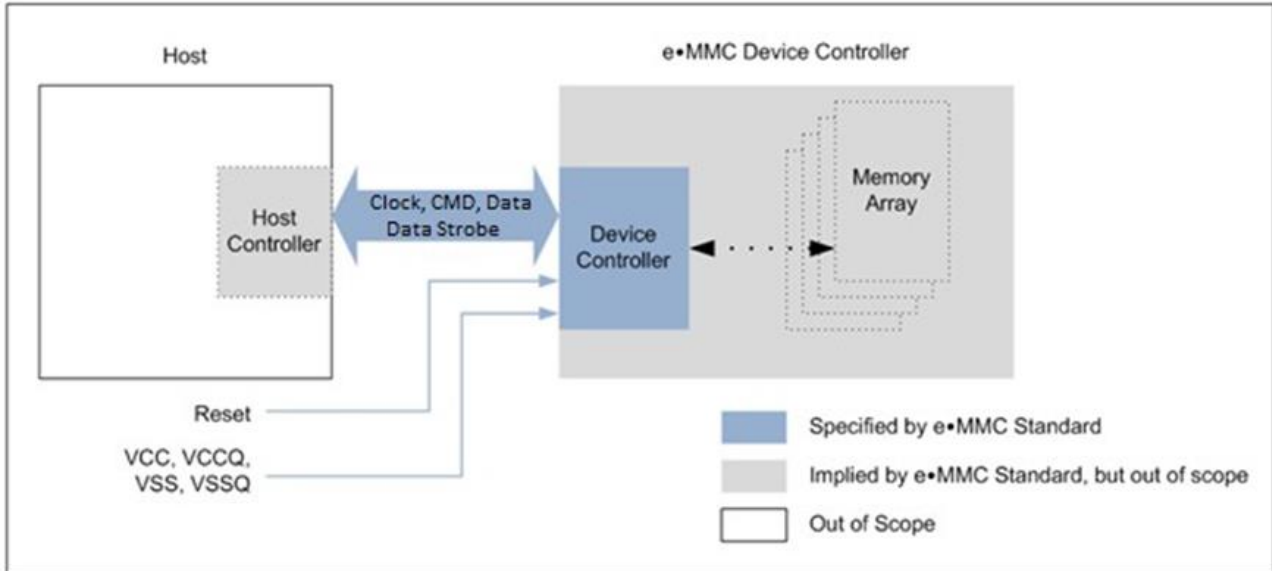 Host
e•MMC Device Controller
Memory
Array
Clock, CMD, Data
Data Strobe
Host
Controller
Device
Controller
Reset
VCC, VCCQ,
VSS, VSSQ
Specified by e•MMC Standard
Implied by e•MMC Standard, but out of scope
Out of Scope